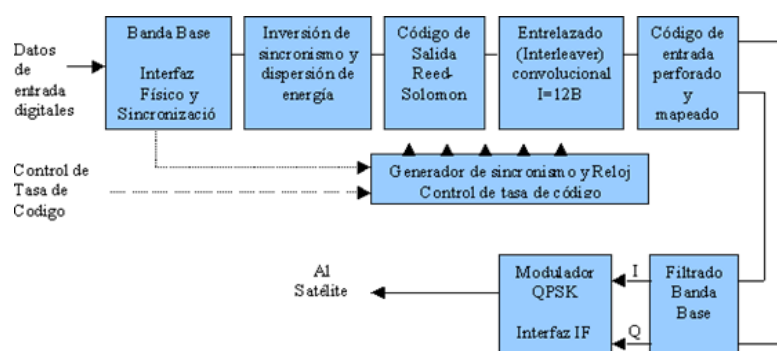 Datos
de
entrada
digitales
Banda Base
Interfaz
Físico y
Sincronizació
Inversión de
sincronismo y
dispersión de
energía
Código de
Salida
Reed-
Solomon
Entrelazado
(Interleaver)
convolucional
I=12B
Código de
entrada
perforado
y
mapeado
Control de
Tasa de
Codigo
Generador de sincronismo y Reloj
Control de tasa de código
Al
Satélite
Modulador
QPSK
Interfaz IF
I
Q
Filtrado
Banda
Base